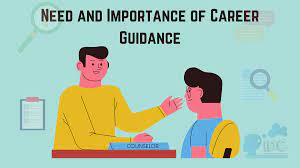 NEED AND IMPORTANCE OF CAREER
GUIDANCE
COUNSELOR